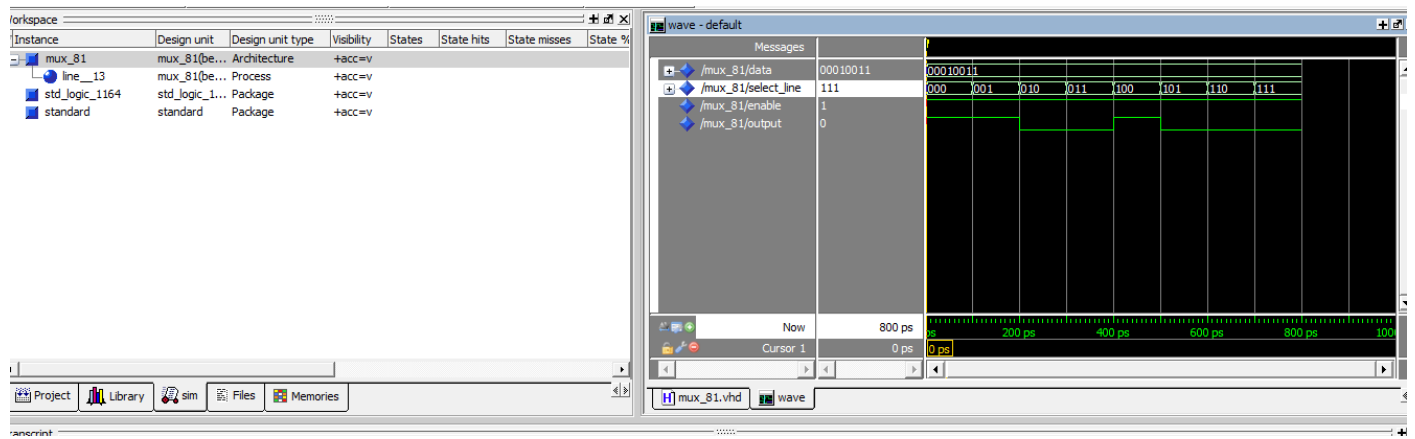 orkspace
Instance Design unit Design unit type Visibility States State hits State misses State %
mux_81 mux_81(be... Architecture +acc=v
line__13 mux_81(be... Process +acc=v
std_logic_1164 std_logic_1... Package +acc=v
standard standard Package +acc=v
Project Library sim Files Memories
wave - default
Messages
/mux_81/data 00010011 00010011
/mux_81/select_line 111 000 001 010 011 100 101 110 111
/mux_81/enable 1
/mux_81/output 0
Now 800 ps ps 200 ps 400 ps 600 ps 800 ps 100
Cursor 1 0 ps 0 ps
H mux_81.vhd wave
ranscript